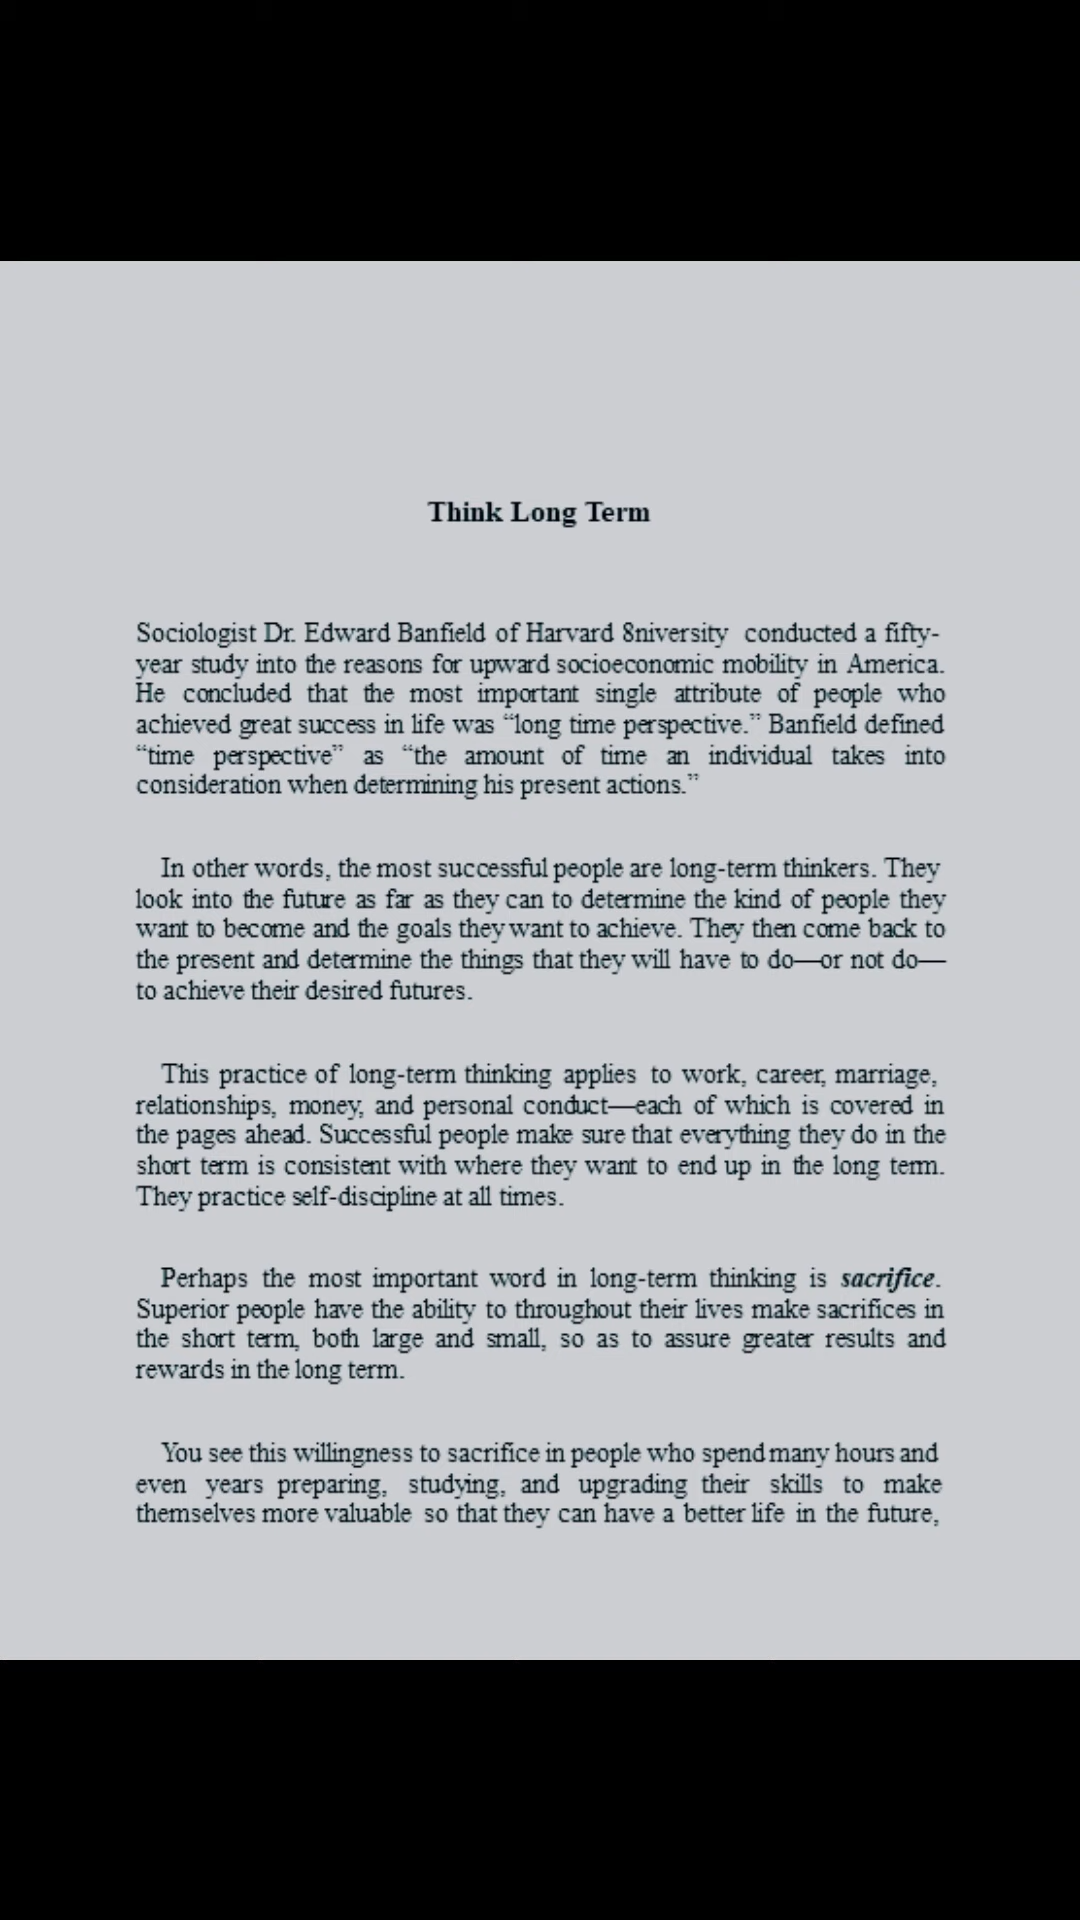 Think Long Term
Sociologist Dr. Edward Banfield of Harvard 8niversity conducted a fifty-
year study into the reasons for upward socioeconomic mobility in America.
He concluded that the most important single attribute of people who
achieved great success in life was “long time perspective.” Banfield defined
“time perspective” as “the amount of time an individual takes into
consideration when determining his present actions.”
In other words, the most successful people are long-term thinkers. They
look into the future as far as they can to determine the kind of people they
want to become and the goals they want to achieve. They then come back to
the present and determine the things that they will have to do—or not do—
to achieve their desired futures.
This practice of long-term thinking applies to work, career, marriage,
relationships, money, and personal conduct—each of which is covered in
the pages ahead. Successful people make sure that everything they do in the
short term is consistent with where they want to end up in the long term.
They practice self-discipline at all times.
Perhaps the most important word in long-term thinking is sacrifice.
Superior people have the ability to throughout their lives make sacrifices in
the short term, both large and small, so as to assure greater results and
rewards in the long term.
You see this willingness to sacrifice in people who spend many hours and
even years preparing, studying, and upgrading their skills to make
themselves more valuable so that they can have a better life in the future,